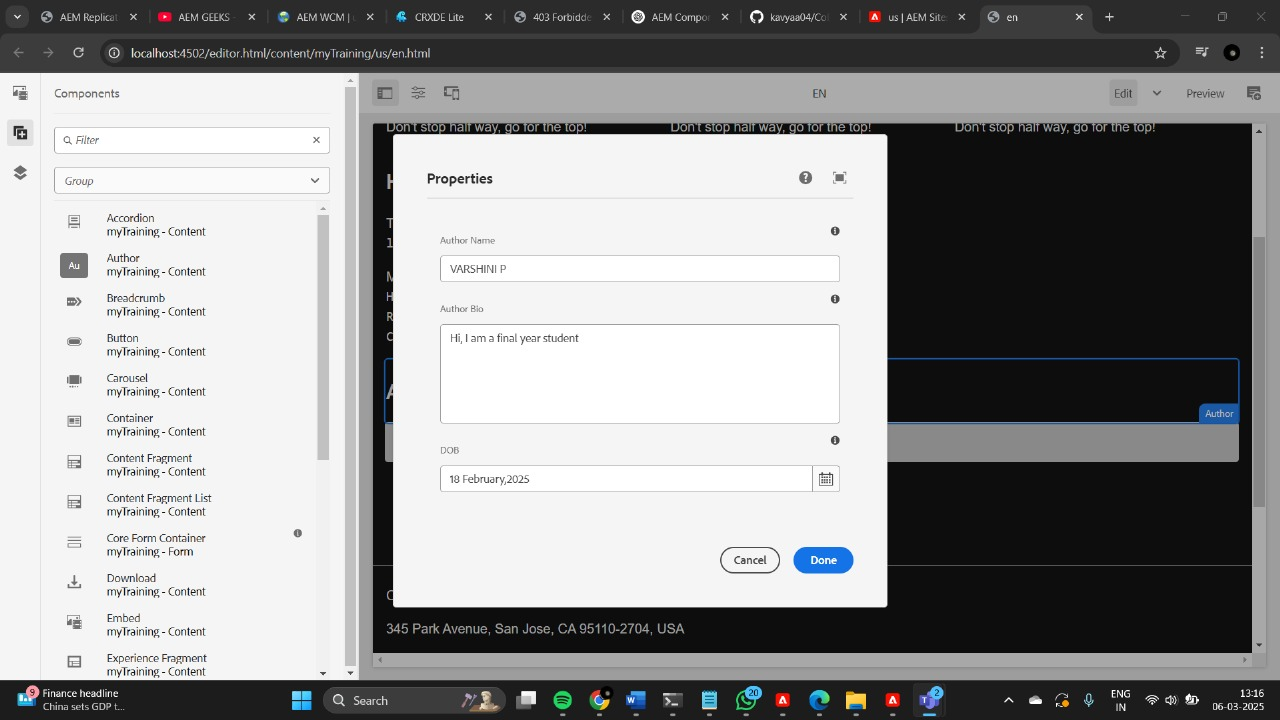 AEM Replicat
AEM GEEKS -
AEM WCM | u
CRXDE Lite
403 Forbidde
AEM Compor
kavyaa04/Col
us | AEM Site
en
localhost:4502/editor.html/content/myTraining/us/en.html
Components
EN
Edit
Preview
Filter
Group
Accordion
myTraining - Content
Au
Author
myTraining - Content
Breadcrumb
myTraining - Content
Button
myTraining - Content
Carousel
myTraining - Content
Container
myTraining - Content
Content Fragment
myTraining - Content
Content Fragment List
myTraining - Content
Core Form Container
myTraining - Form
Download
myTraining - Content
Embed
myTraining - Content
Experience Fragment
myTraining - Content
Don't stop half way, go for the top!
Don't stop half way, go for the top!
Don't stop half way, go for the top!
Properties
Author Name
VARSHINI P
Author Bio
Hi, I am a final year student
DOB
18 February,2025
Cancel
Done
Author
345 Park Avenue, San Jose, CA 95110-2704, USA
9
Finance headline
China sets GDP t...
Search
20
2
ENG
IN
13:16
06-03-2025